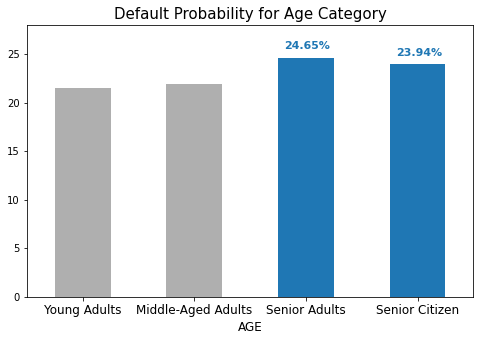 Default Probability for Age Category
24.65%
23.94%
25
20
15
10
5
0
Young Adults Middle-Aged Adults Senior Adults Senior Citizen
AGE